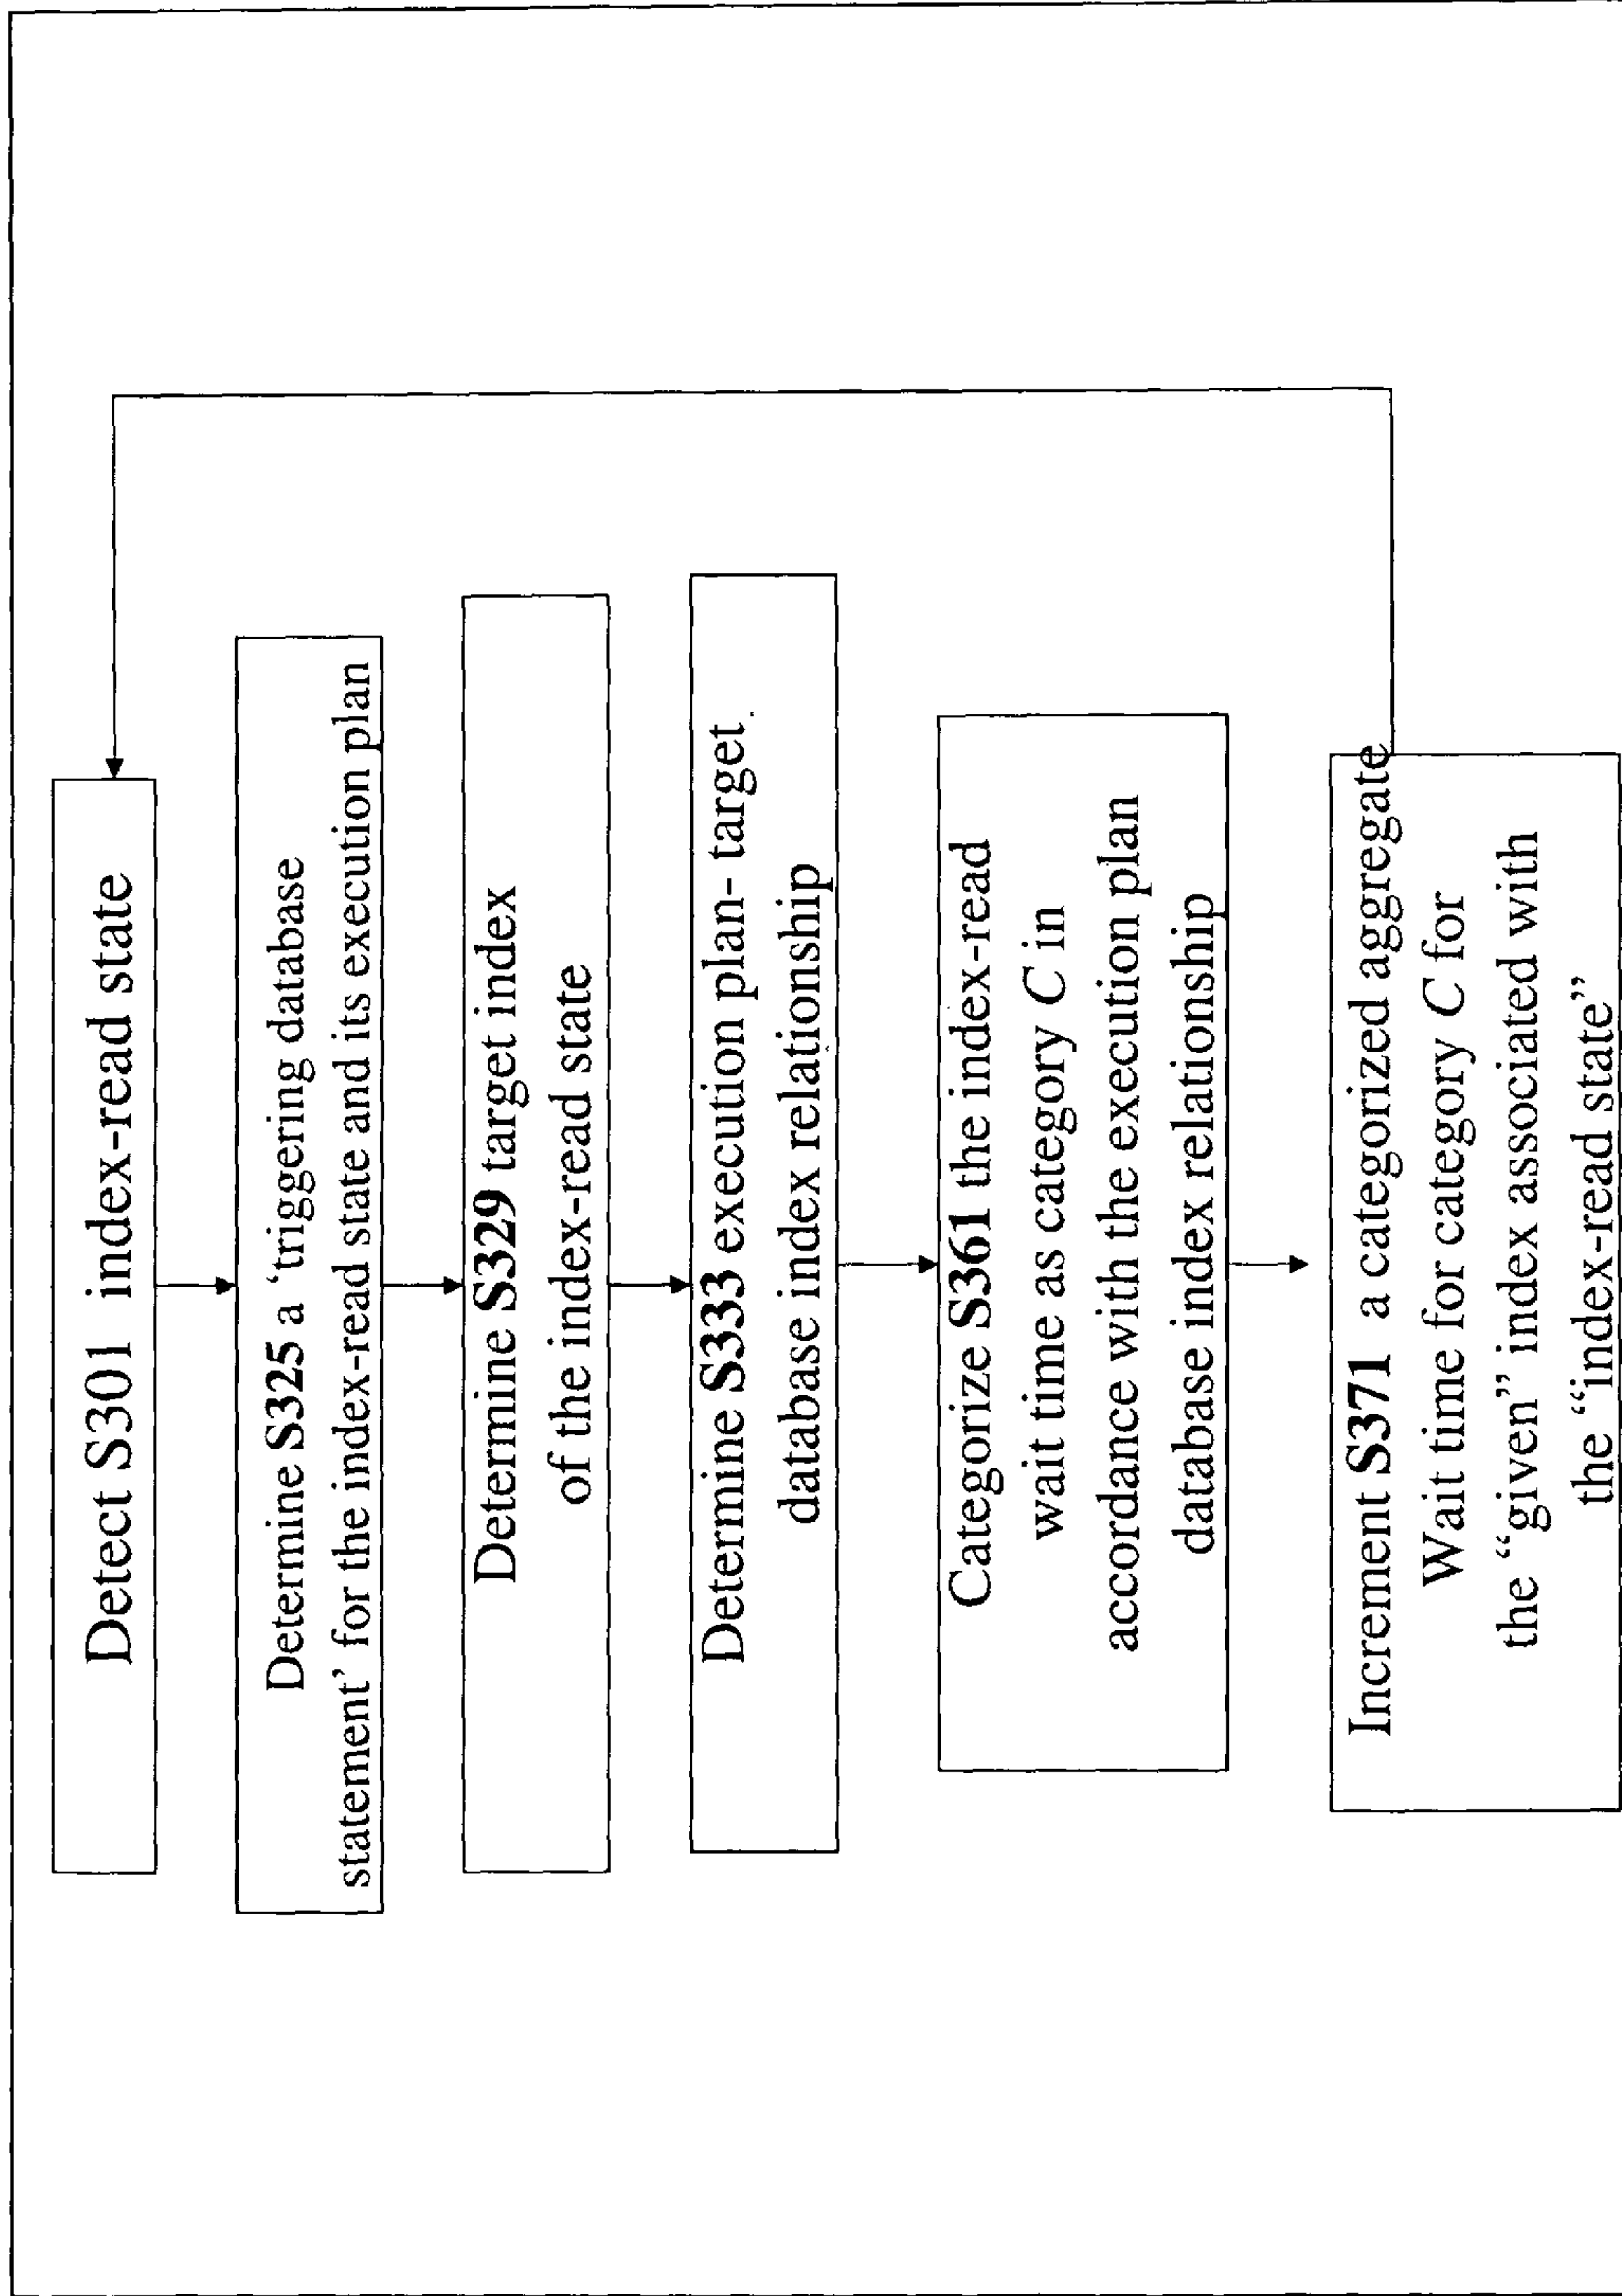 Detect S301 index-read state
Determine S325 a ‘triggering database
statement’ for the index-read state and its execution plan
Determine S329 target index
of the index-read state
Determine S333 execution plan- target
database index relationship
Categorize S361 the index-read
wait time as category C in
accordance with the execution plan
database index relationship
Increment S371 a categorized aggregate
Wait time for category C for
the “given” index associated with
the “index-read state”